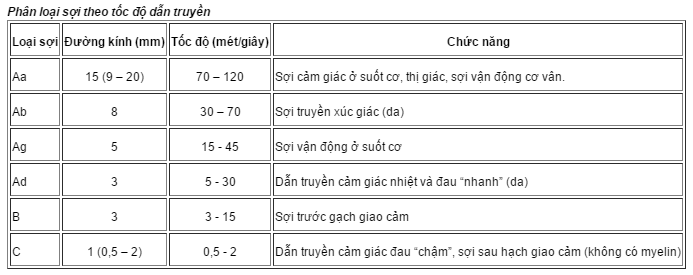 Phân loại sợi theo tốc độ dẫn truyền
Loại sợi Đường kính (mm) Tốc độ (mét/giây) Chức năng
Aa 15 (9 – 20) 70 – 120 Sợi cảm giác ở suốt cơ, thị giác, sợi vận động cơ vân.
Ab 8 30 – 70 Sợi truyền xúc giác (da)
Ag 5 15 - 45 Sợi vận động ở suốt cơ
Ad 3 5 - 30 Dẫn truyền cảm giác nhiệt và đau “nhanh” (da)
B 3 3 - 15 Sợi trước gạch giao cảm
C 1 (0,5 – 2) 0,5 - 2 Dẫn truyền cảm giác đau “chậm”, sợi sau hạch giao cảm (không có myelin)